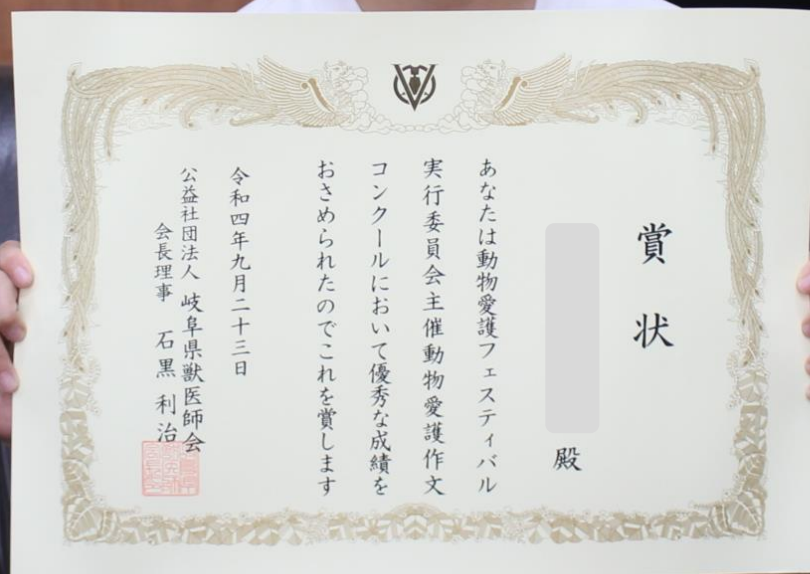 賞状
殿
あなたは動物愛護フェスティバル
実行委員会主催動物愛護作文
コンクールにおいて優秀な成績を
おさめられたのでこれを賞します
令和四年九月二十三日
公益社団法人 岐阜県獣医師会
会長理事 石黒利治